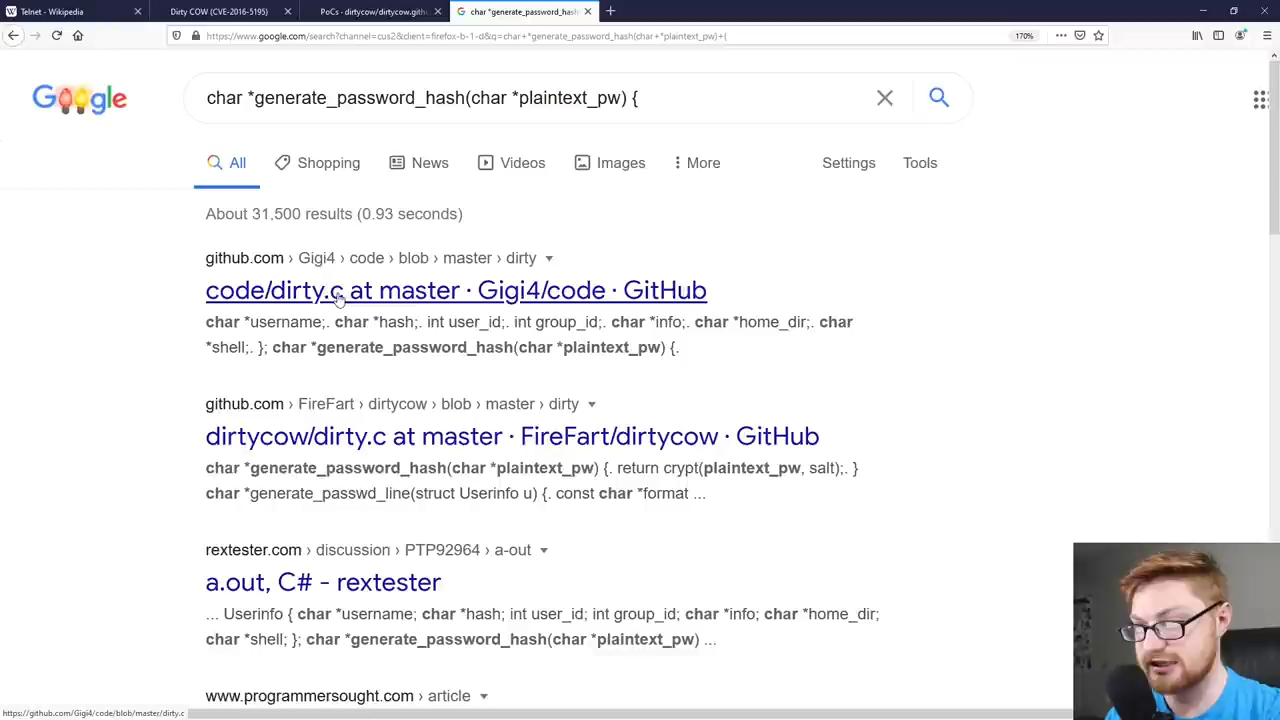 Telnet - Wikipedia
Dirty COW (CVE-2016-5195)
PoCs · dirtycow/dirtycow.gith
char *generate_password_hash
https://www.google.com/search?channel=cus2&client=firefox-b-1-d&q=char+*generate_password_hash(char+*plaintext_pw)+{
170%
Google
char *generate_password_hash(char *plaintext_pw) {
All
Shopping
News
Videos
Images
More
Settings
Tools
About 31,500 results (0.93 seconds)
github.com › Gigi4 › code › blob › master › dirty
code/dirty.c at master · Gigi4/code · GitHub
char *username;. char *hash;. int user_id;. int group_id;. char *info;. char *home_dir;. char
*shell;. }; char *generate_password_hash(char *plaintext_pw) {.
github.com › FireFart › dirtycow › blob › master › dirty
dirtycow/dirty.c at master · FireFart/dirtycow · GitHub
char *generate_password_hash(char *plaintext_pw) {. return crypt(plaintext_pw, salt);. }
char *generate_passwd_line(struct Userinfo u) {. const char *format ...
rextester.com › discussion › PTP92964 › a-out
a.out, C# - rextester
... Userinfo { char *username; char *hash; int user_id; int group_id; char *info; char *home_dir;
char *shell; }; char *generate_password_hash(char *plaintext_pw) ...
www.programmersought.com › article
https://github.com/Gigi4/code/blob/master/dirty.c